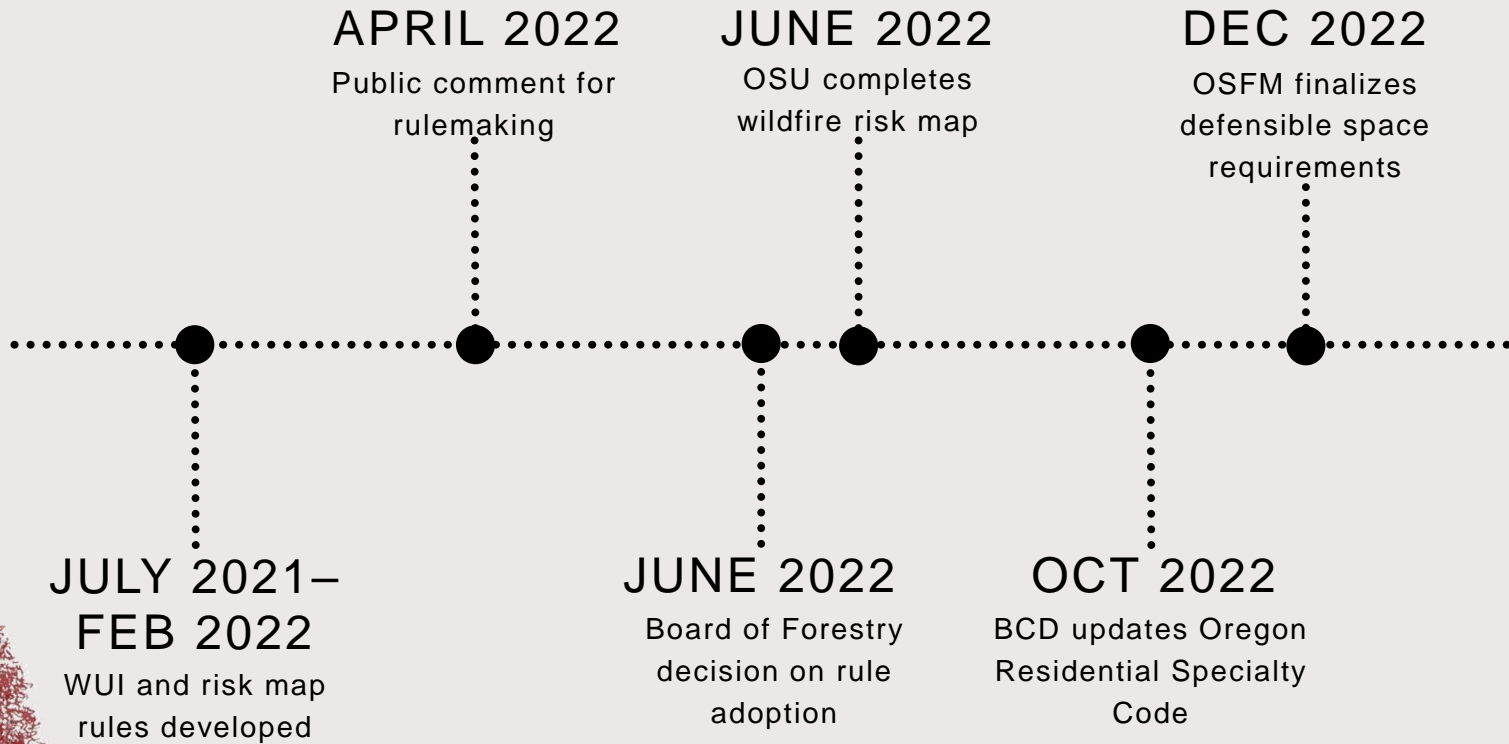 APRIL 2022
Public comment for
rulemaking
JUNE 2022
OSU completes
wildfire risk map
DEC 2022
OSFM finalizes
defensible space
requirements
JULY 2021–
FEB 2022
WUI and risk map
rules developed
JUNE 2022
Board of Forestry
decision on rule
adoption
OCT 2022
BCD updates Oregon
Residential Specialty
Code